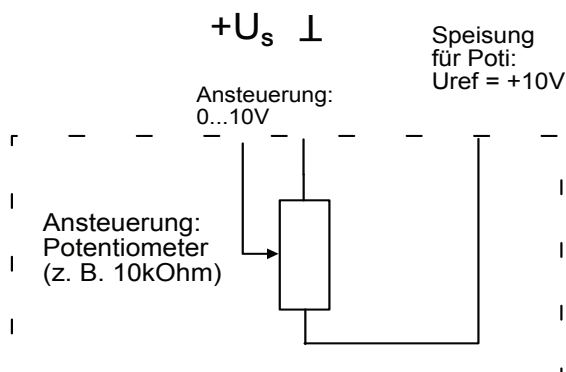 +Us ⊥
Speisung
für Poti:
Uref = +10V
Ansteuerung:
0...10V
Ansteuerung:
Potentiometer
(z. B. 10kOhm)